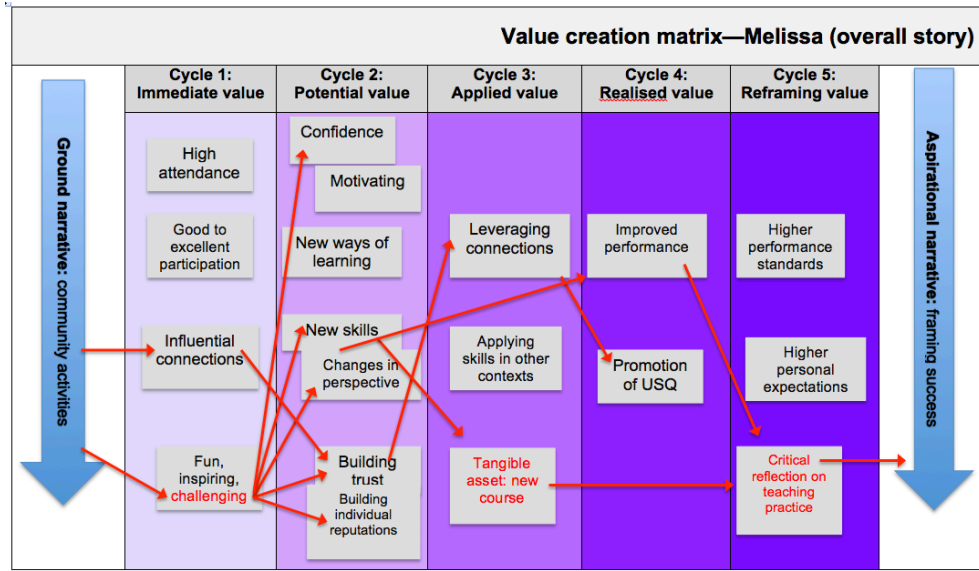 Value creation matrix—Melissa (overall story)
Ground narrative: community activities
Cycle 1:
Immediate value
High
attendance
Good to
excellent
participation
Influential
connections
Fun,
inspiring,
challenging
Cycle 2:
Potential value
Confidence
Motivating
New ways of
learning
New skills
Changes in
perspective
Building
trust
Building
individual
reputations
Cycle 3:
Applied value
Leveraging
connections
Applying
skills in other
contexts
Tangible
asset: new
course
Cycle 4:
Realised value
Improved
performance
Promotion
of USQ
Cycle 5:
Reframing value
Higher
performance
standards
Higher
personal
expectations
Critical
reflection on
teaching
practice
Aspirational narrative: framing success